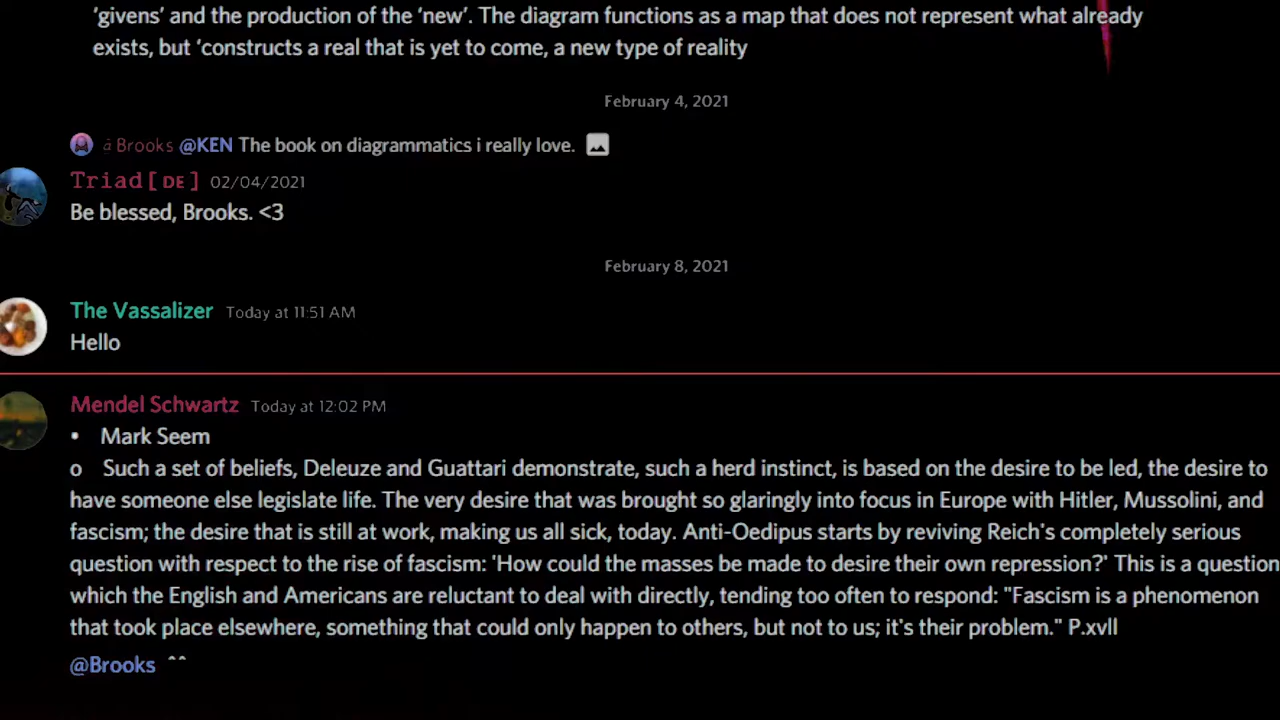 ‘givens’ and the production of the ‘new’. The diagram functions as a map that does not represent what already
exists, but ‘constructs a real that is yet to come, a new type of reality
February 4, 2021
Brooks @KEN The book on diagrammatics i really love.
Triad[DE] 02/04/2021
Be blessed, Brooks. <3
February 8, 2021
The Vassalizer Today at 11:51 AM
Hello
Mendel Schwartz Today at 12:02 PM
• Mark Seem
o Such a set of beliefs, Deleuze and Guattari demonstrate, such a herd instinct, is based on the desire to be led, the desire to
have someone else legislate life. The very desire that was brought so glaringly into focus in Europe with Hitler, Mussolini, and
fascism; the desire that is still at work, making us all sick, today. Anti-Oedipus starts by reviving Reich's completely serious
question with respect to the rise of fascism: 'How could the masses be made to desire their own repression?' This is a question
which the English and Americans are reluctant to deal with directly, tending too often to respond: "Fascism is a phenomenon
that took place elsewhere, something that could only happen to others, but not to us; it's their problem." P.xvll
@Brooks ^^